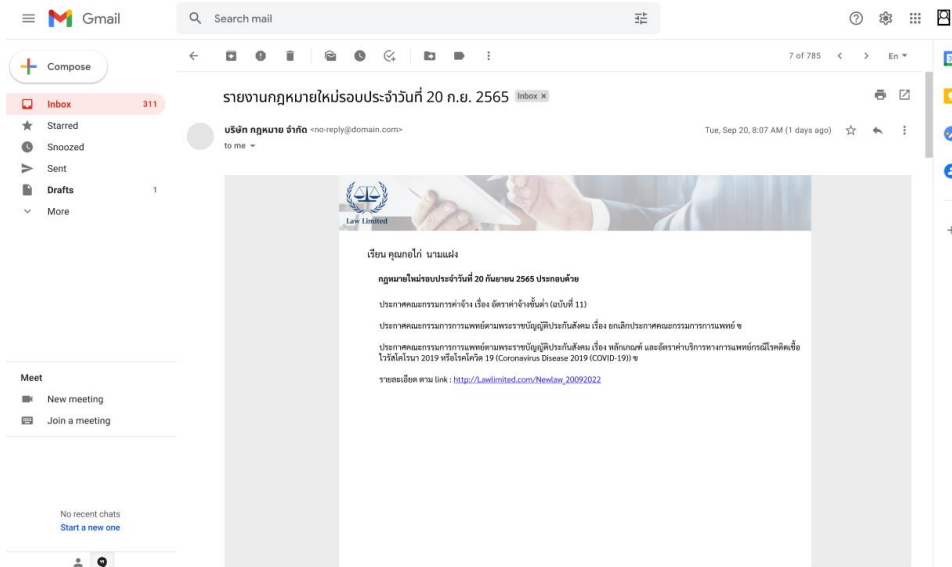 Gmail
Search mail
Compose
7 of 785
En
Inbox 311
Starred
Snoozed
Sent
Drafts 1
More
รายงานกฎหมายใหม่รอบประจำวันที่ 20 ก.ย. 2565 Inbox ×
บริษัท กฎหมาย จำกัด <no-reply@domain.com>
Tue, Sep 20, 8:07 AM (1 days ago)
to me
Law Limited
เรียน คุณกอไก่ นามแฝง
กฎหมายใหม่รอบประจำวันที่ 20 กันยายน 2565 ประกอบด้วย
ประกาศคณะกรรมการค่าจ้าง เรื่อง อัตราค่าจ้างขั้นต่ำ (ฉบับที่ 11)
ประกาศคณะกรรมการการแพทย์ตามพระราชบัญญัติประกันสังคม เรื่อง ยกเลิกประกาศคณะกรรมการการแพทย์ ฃ
ประกาศคณะกรรมการการแพทย์ตามพระราชบัญญัติประกันสังคม เรื่อง หลักเกณฑ์ และอัตราค่าบริการทางการแพทย์กรณีโรคติดเชื้อ
ไวรัสโคโรนา 2019 หรือโรคโควิด 19 (Coronavirus Disease 2019 (COVID-19)) ฃ
รายละเอียด ตาม link : http://Lawlimited.com/Newlaw_20092022
Meet
New meeting
Join a meeting
No recent chats
Start a new one